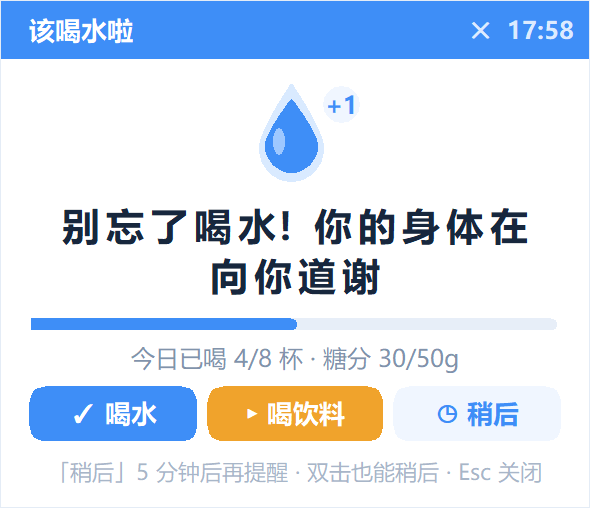 该喝水啦 × 17:58
+1
别忘了喝水! 你的身体在
向你道谢
今日已喝 4/8 杯 · 糖分 30/50g
✓ 喝水 ▸ 喝饮料 ◷ 稍后
「稍后」5 分钟后再提醒 · 双击也能稍后 · Esc 关闭